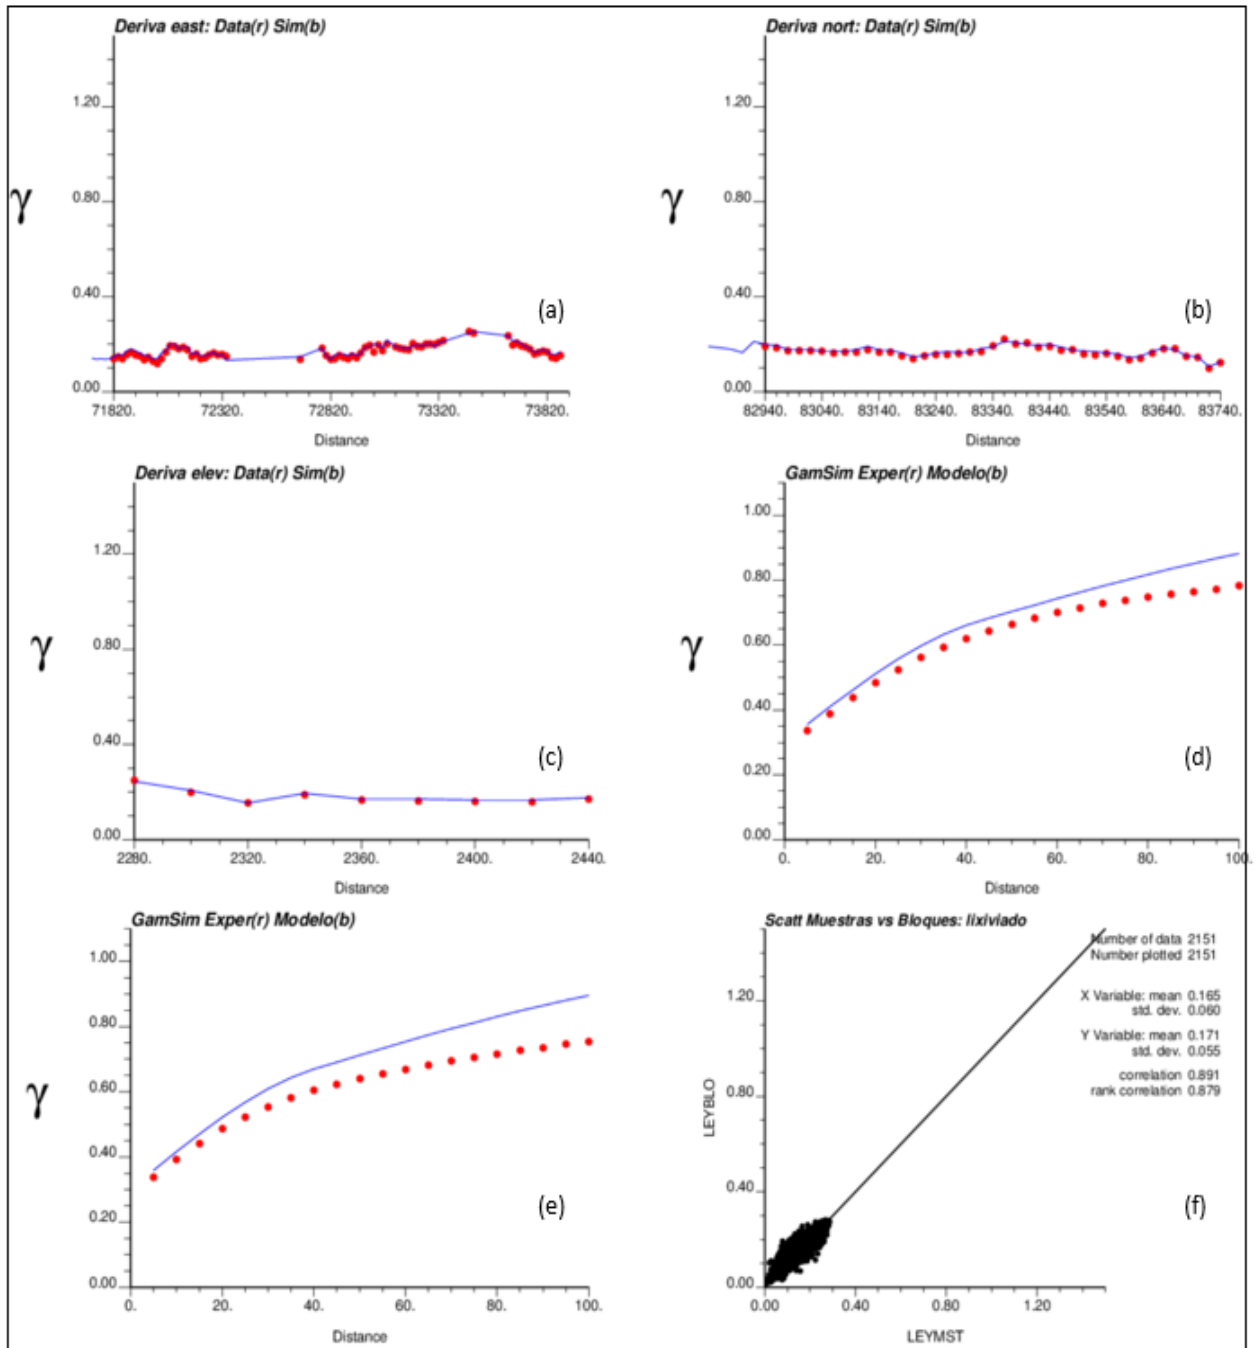 Deriva east: Data(r) Sim(b)
1.20
0.80
γ
0.40
(a)
0.00
71820. 72320. 72820. 73320. 73820.
Distance
Deriva nort: Data(r) Sim(b)
1.20
0.80
γ
0.40
(b)
0.00
82940. 83040. 83140. 83240. 83340. 83440. 83540. 83640. 83740.
Distance
Deriva elev: Data(r) Sim(b)
1.20
0.80
γ
0.40
(c)
0.00
2280. 2320. 2360. 2400. 2440.
Distance
GamSim Exper(r) Modelo(b)
1.00
0.80
γ
0.60
0.40
(d)
0.20
0.00
0. 20. 40. 60. 80. 100.
Distance
GamSim Exper(r) Modelo(b)
1.00
0.80
0.60
γ
0.40
(e)
0.20
0.00
0. 20. 40. 60. 80. 100.
Distance
Scatt Muestras vs Bloques: lixiviado
Number of data 2151
Number plotted 2151
X Variable: mean 0.165
std. dev. 0.060
Y Variable: mean 0.171
std. dev. 0.055
correlation 0.891
rank correlation 0.879
1.20
0.80
LEYBLO
0.40
(f)
0.00
0.00 0.40 0.80 1.20
LEYMST